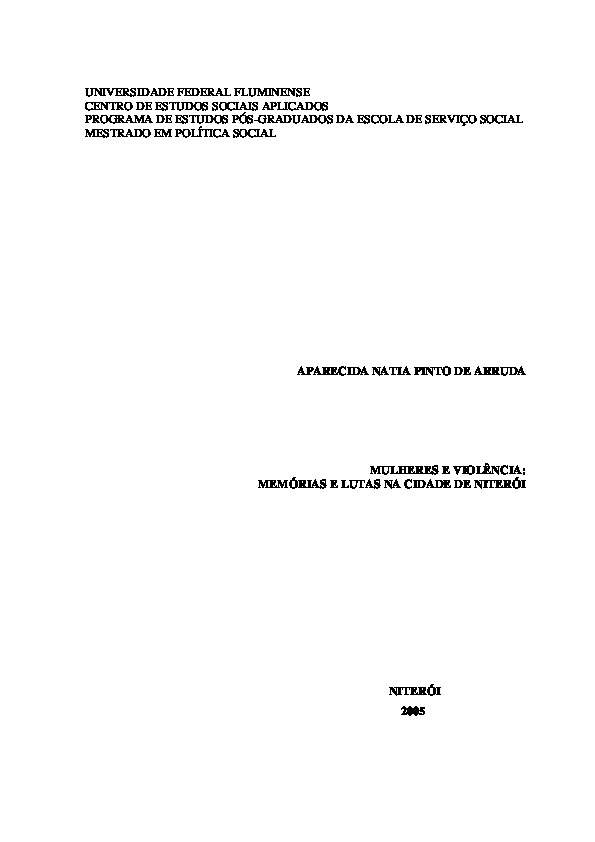 UNIVERSIDADE FEDERAL FLUMINENSE
CENTRO DE ESTUDOS SOCIAIS APLICADOS
PROGRAMA DE ESTUDOS PÓS-GRADUADOS DA ESCOLA DE SERVIÇO SOCIAL
MESTRADO EM POLÍTICA SOCIAL
APARECIDA NATIA PINTO DE ARRUDA
MULHERES E VIOLÊNCIA:
MEMÓRIAS E LUTAS NA CIDADE DE NITERÓI
NITERÓI
2005